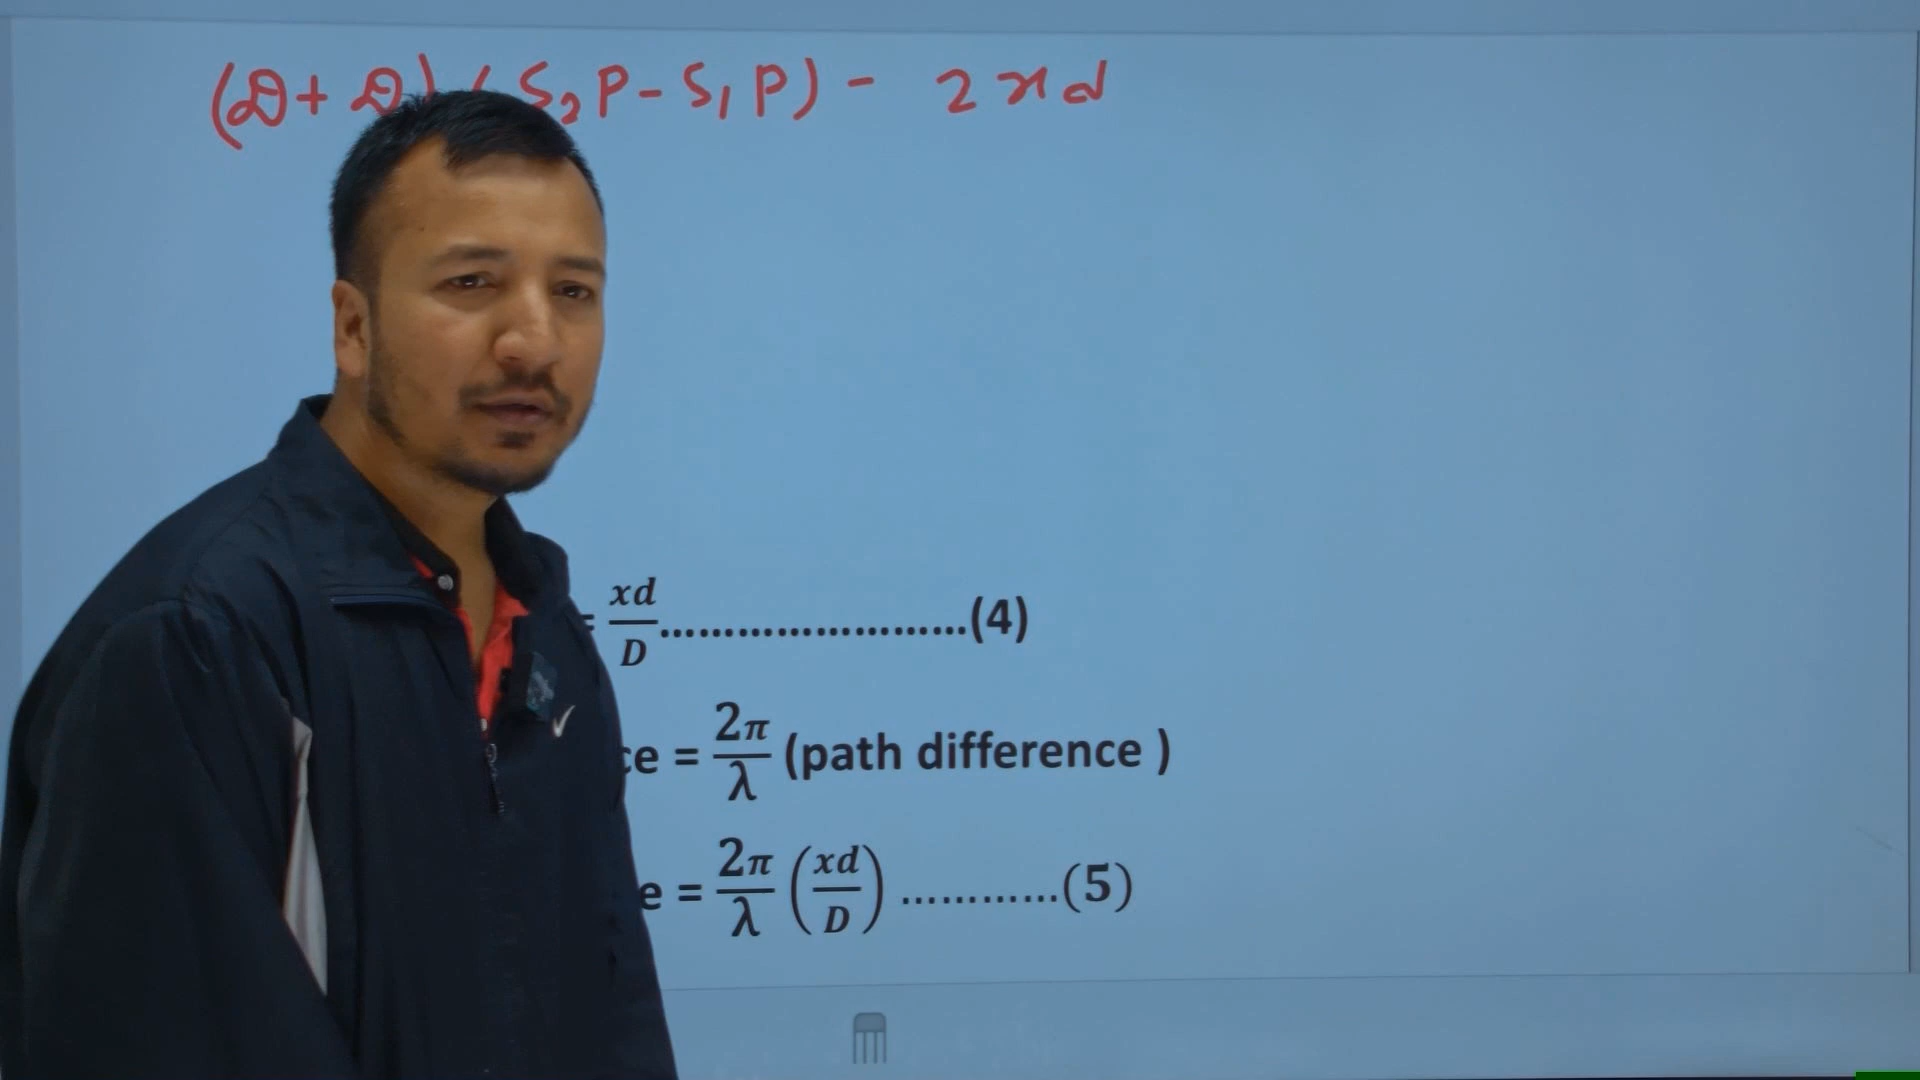 (D+D) (S₂P-S₁P) - 2xd
= xd/D ........................(4)
ce = 2π/λ (path difference )
e = 2π/λ (xd/D) ............(5)